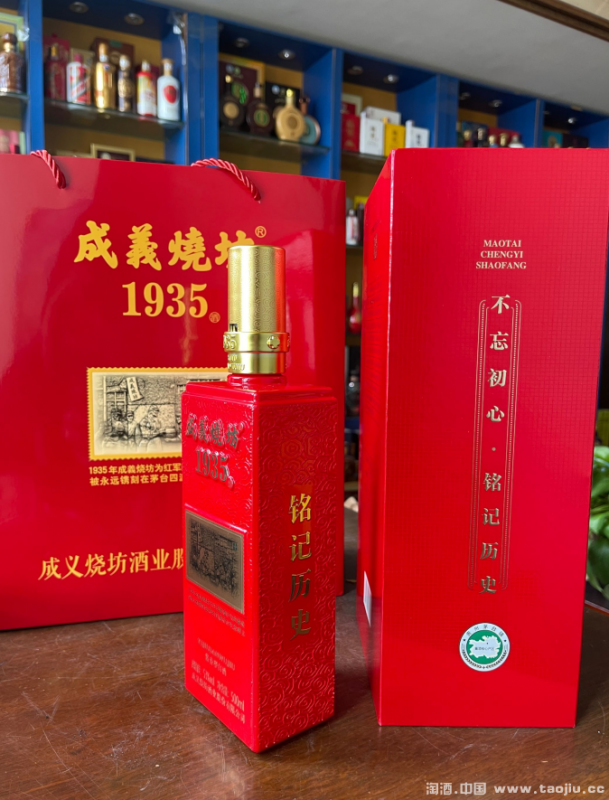 成義燒坊®
1935®
1935年成義烧坊为红军
被永远镌刻在茅台四
成义烧坊酒业股
成義燒坊
1935
铭记历史
500ml
MAOTAI
CHENGYI
SHAOFANG
不忘初心·铭记历史
淘酒.中国 www.taojiu.cc